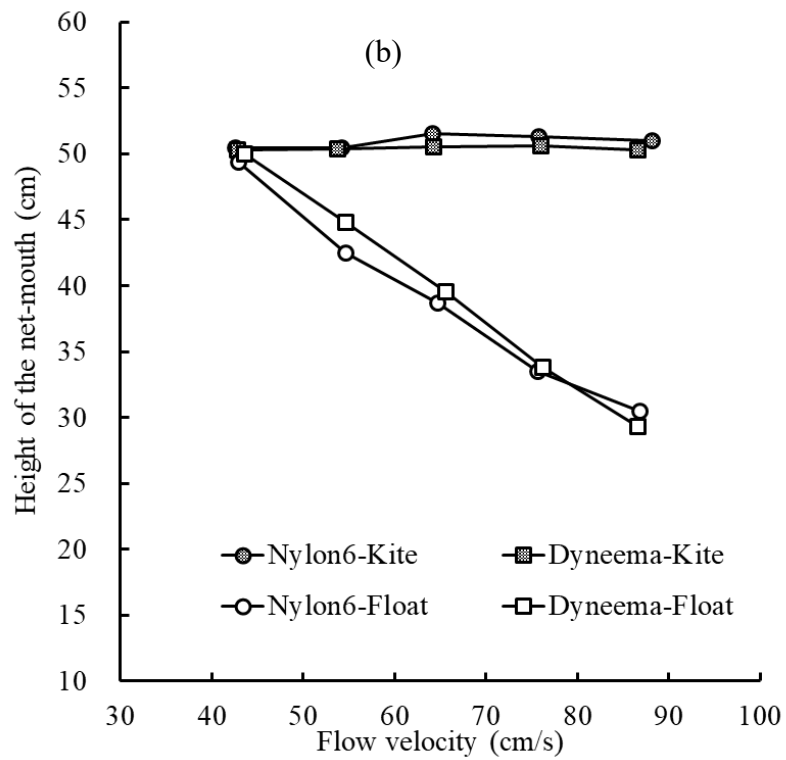 (b)
Height of the net-mouth (cm)
60
55
50
45
40
35
30
25
20
15
10
Nylon6-Kite
Dyneema-Kite
Nylon6-Float
Dyneema-Float
30 40 50 60 70 80 90 100
Flow velocity (cm/s)